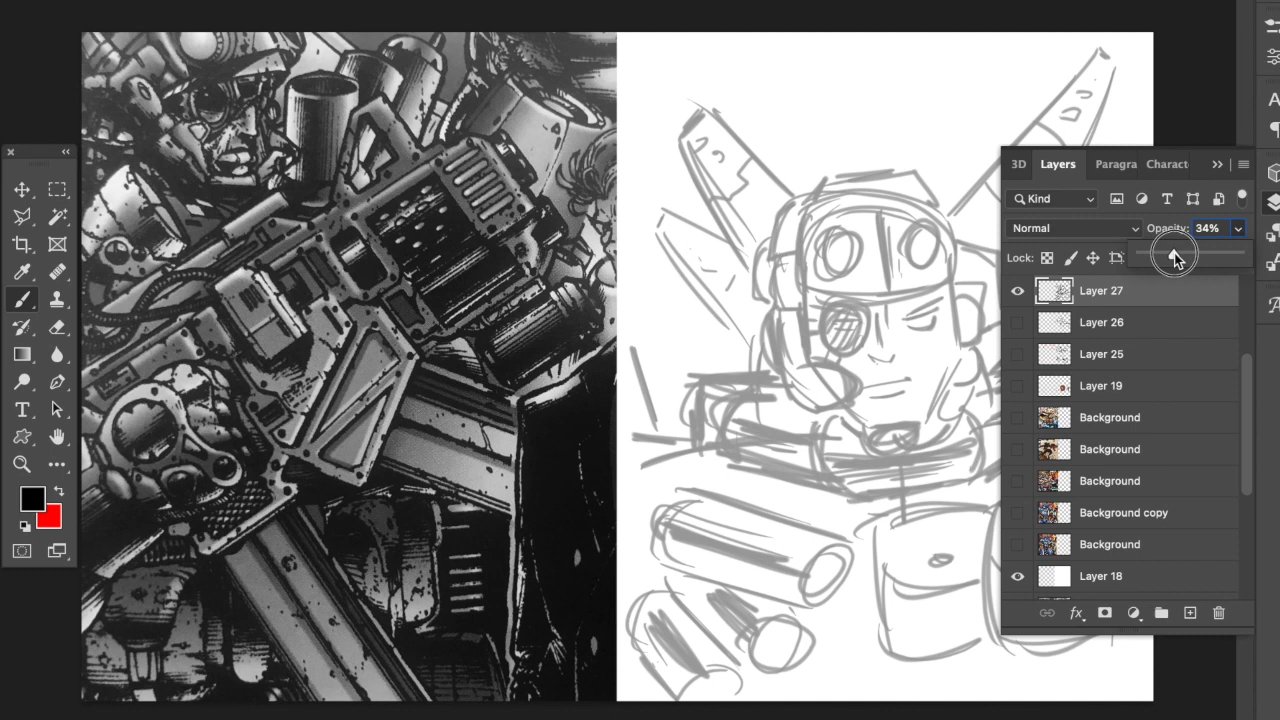 3D Layers Paragra Charact
Kind
Normal Opacity: 34%
Lock:
Layer 27
Layer 26
Layer 25
Layer 19
Background
Background
Background
Background copy
Background
Layer 18
fx